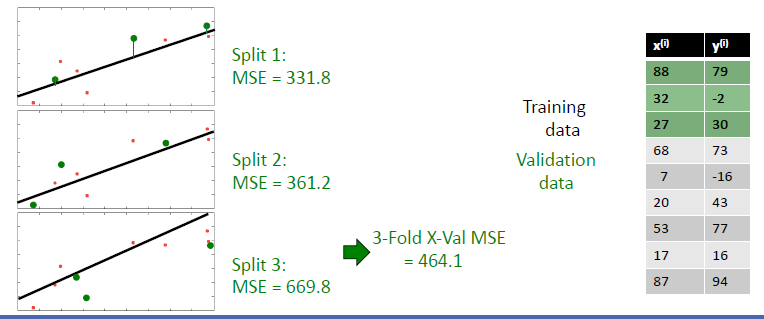 Split 1:
MSE = 331.8
Split 2:
MSE = 361.2
Split 3:
MSE = 669.8
3-Fold X-Val MSE
= 464.1
Training
data
Validation
data
x(i) y(i)
88 79
32 -2
27 30
68 73
7 -16
20 43
53 77
17 16
87 94